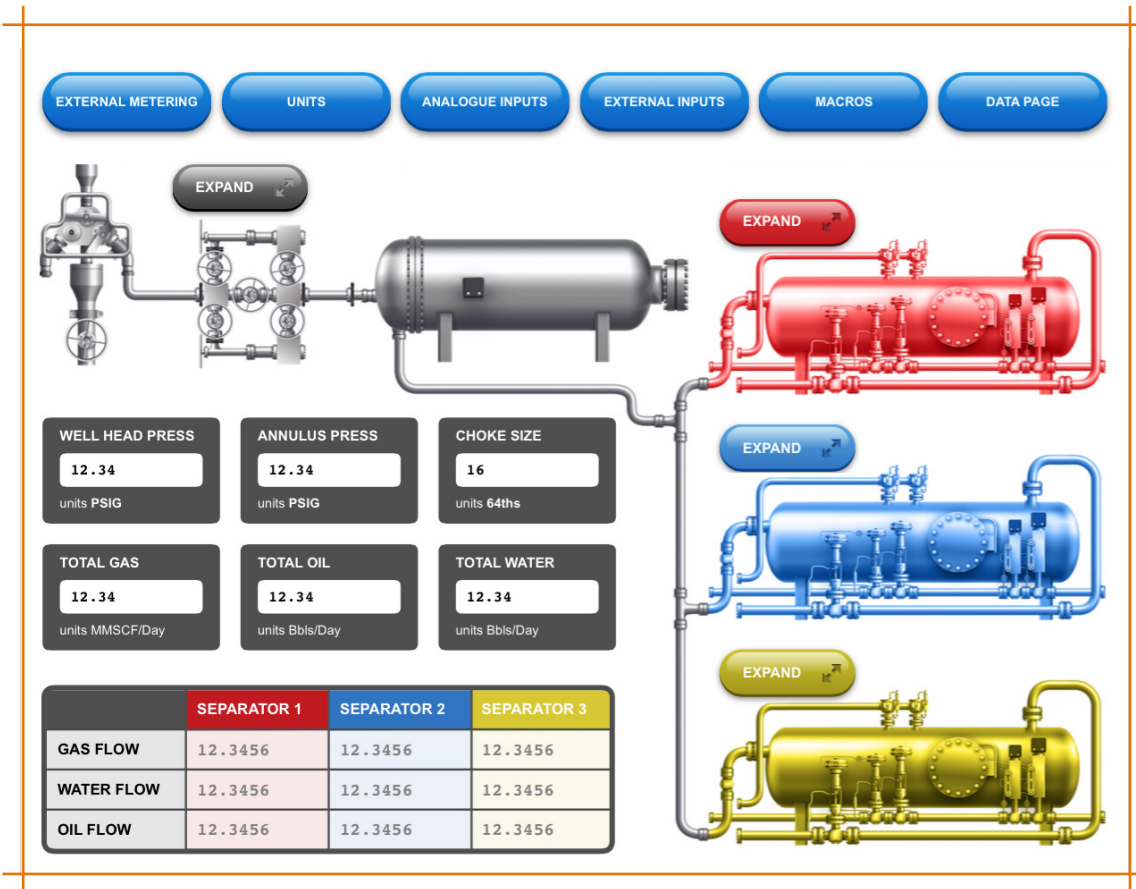 EXTERNAL METERING
UNITS
ANALOGUE INPUTS
EXTERNAL INPUTS
MACROS
DATA PAGE
EXPAND
EXPAND
WELL HEAD PRESS
12.34
units PSIG
ANNULUS PRESS
12.34
units PSIG
CHOKE SIZE
16
units 64ths
EXPAND
TOTAL GAS
12.34
units MMSCF/Day
TOTAL OIL
12.34
units Bbls/Day
TOTAL WATER
12.34
units Bbls/Day
EXPAND
SEPARATOR 1 SEPARATOR 2 SEPARATOR 3
GAS FLOW 12.3456 12.3456 12.3456
WATER FLOW 12.3456 12.3456 12.3456
OIL FLOW 12.3456 12.3456 12.3456